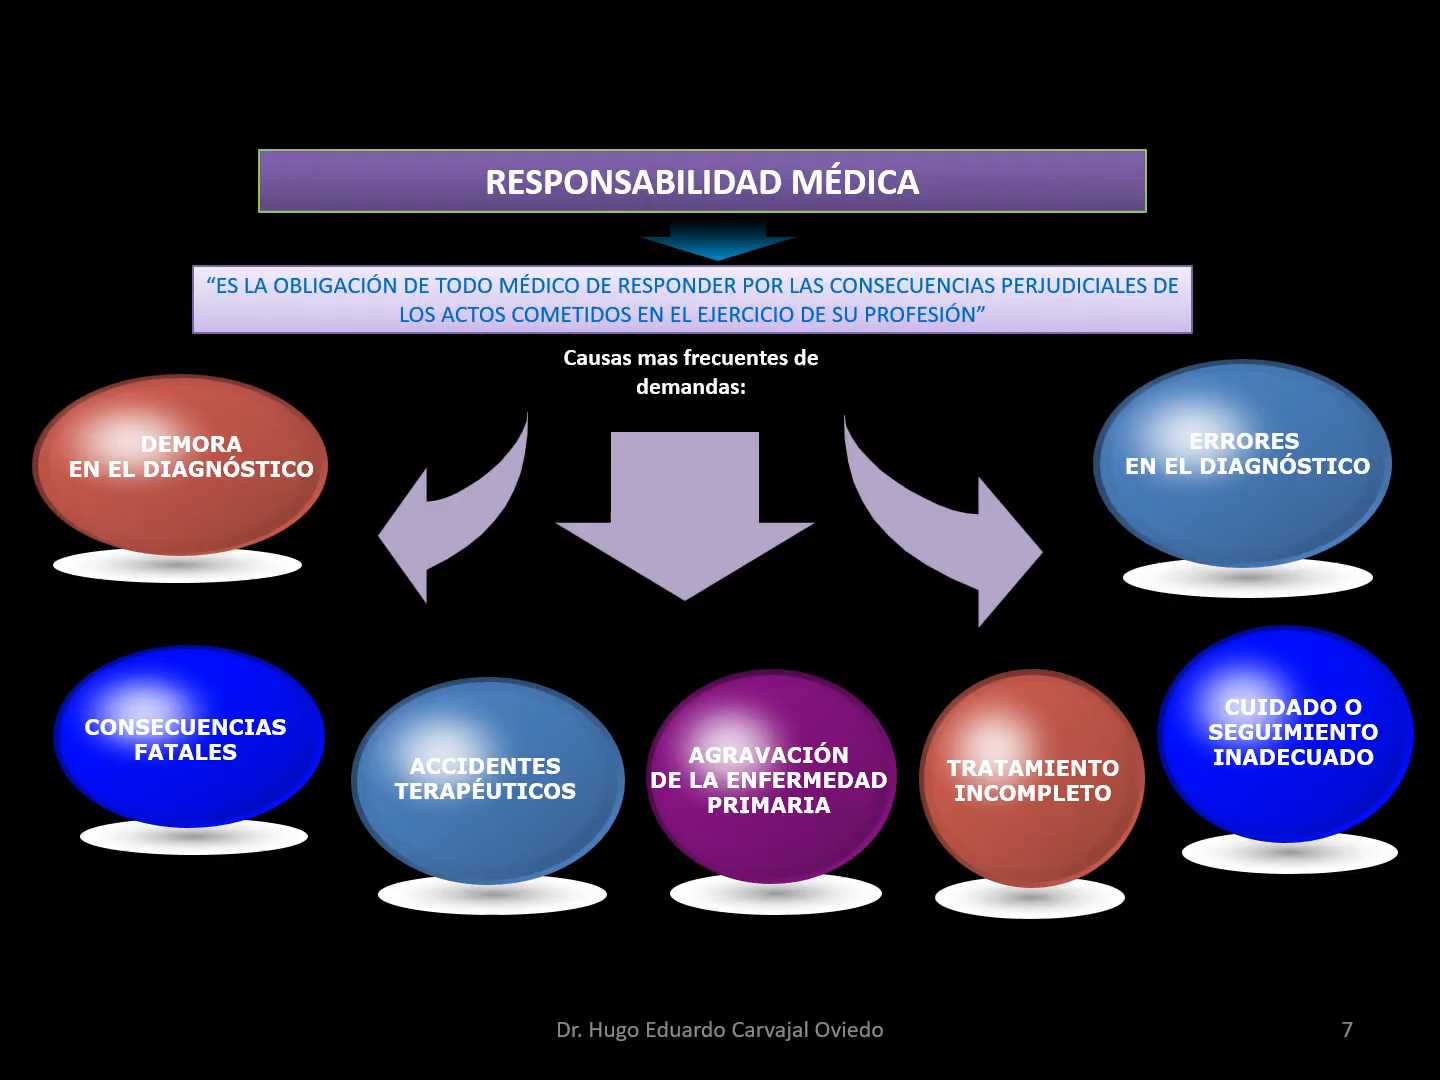 RESPONSABILIDAD MÉDICA
“ES LA OBLIGACIÓN DE TODO MÉDICO DE RESPONDER POR LAS CONSECUENCIAS PERJUDICIALES DE
LOS ACTOS COMETIDOS EN EL EJERCICIO DE SU PROFESIÓN”
Causas mas frecuentes de
demandas:
DEMORA
EN EL DIAGNÓSTICO
ERRORES
EN EL DIAGNÓSTICO
CONSECUENCIAS
FATALES
ACCIDENTES
TERAPÉUTICOS
AGRAVACIÓN
DE LA ENFERMEDAD
PRIMARIA
TRATAMIENTO
INCOMPLETO
CUIDADO O
SEGUIMIENTO
INADECUADO
Dr. Hugo Eduardo Carvajal Oviedo
7